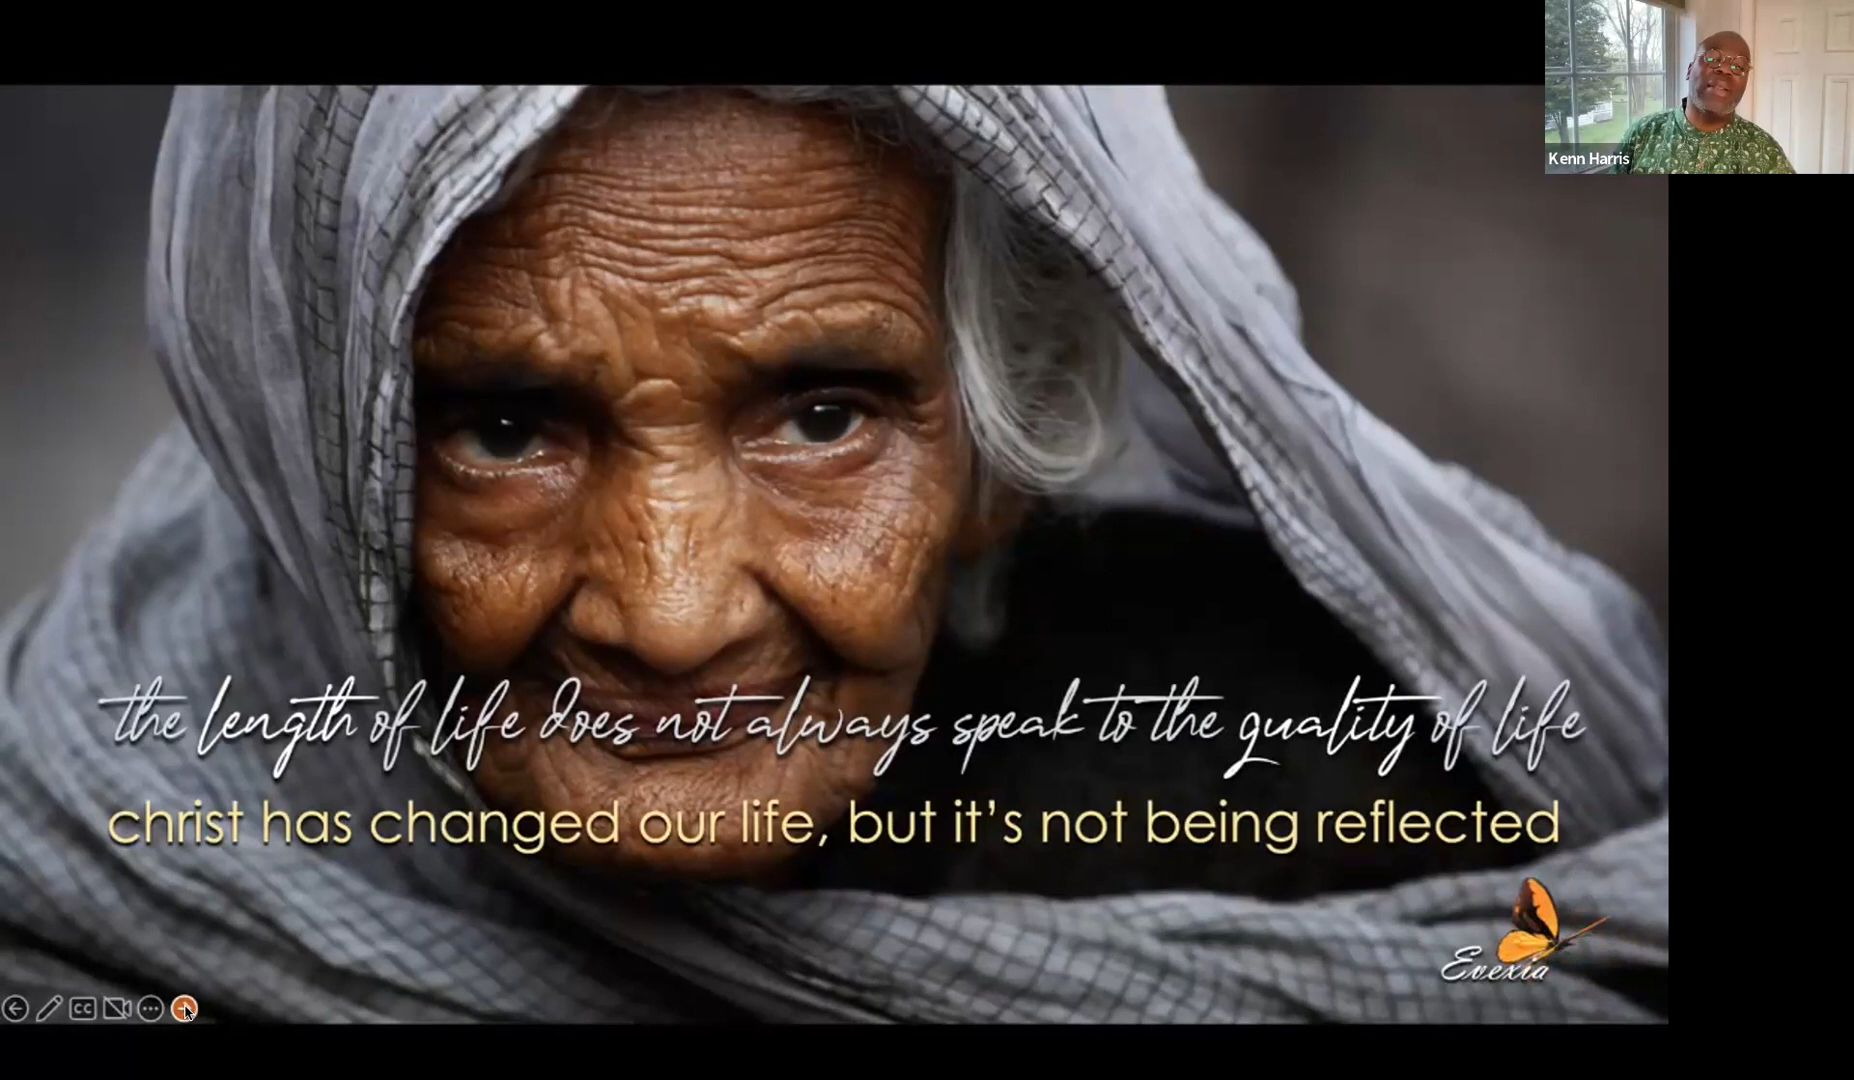 Kenn Harris
the length of life does not always speak to the quality of life
christ has changed our life, but it's not being reflected
Evexia
CC